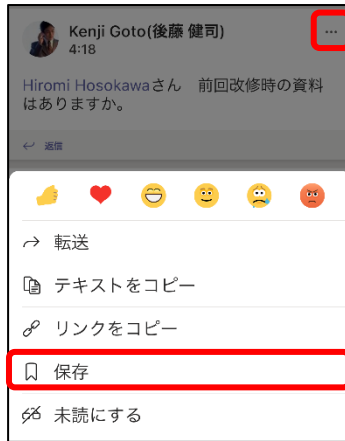 Kenji Goto(後藤 健司)
4:18
Hiromi Hosokawaさん　前回改修時の資料
はありますか。
返信
転送
テキストをコピー
リンクをコピー
保存
未読にする